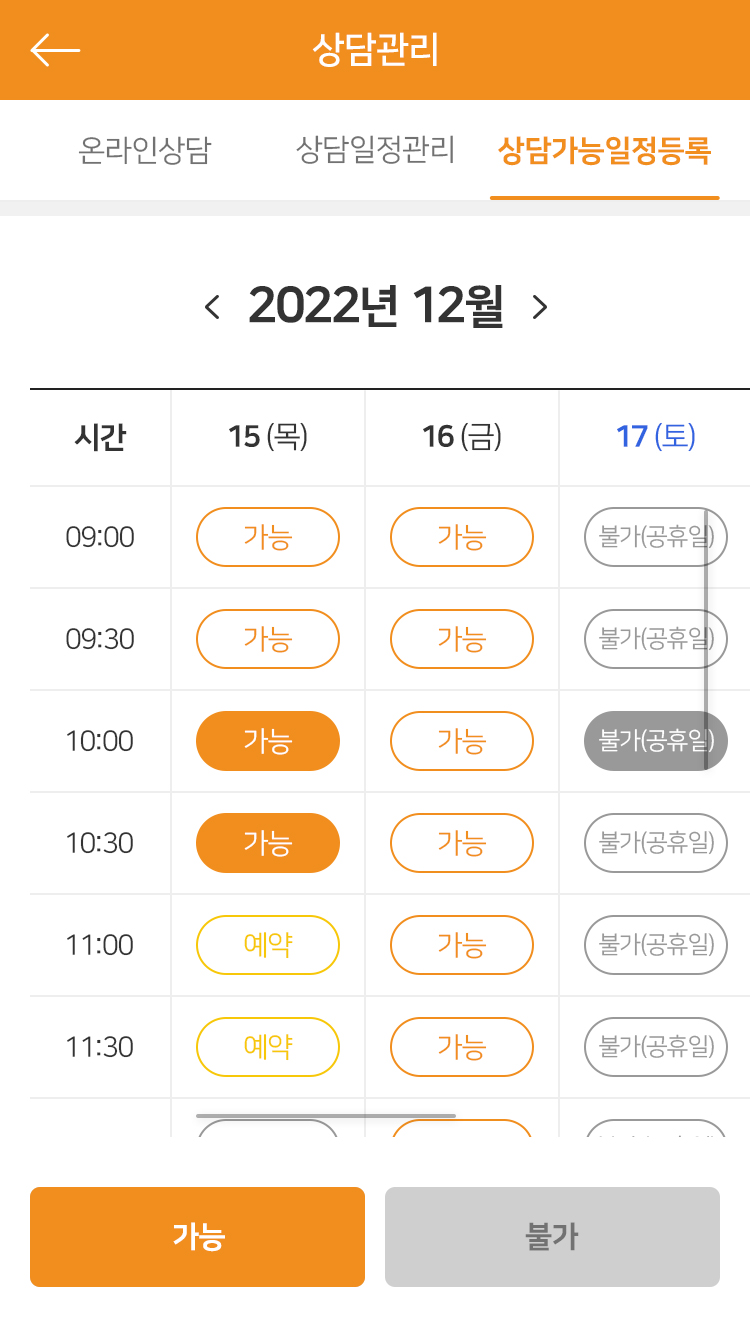 상담관리
온라인상담 상담일정관리 상담가능일정등록
2022년 12월
시간 15 (목) 16 (금) 17 (토)
09:00 가능 가능 불가(공휴일)
09:30 가능 가능 불가(공휴일)
10:00 가능 가능 불가(공휴일)
10:30 가능 가능 불가(공휴일)
11:00 예약 가능 불가(공휴일)
11:30 예약 가능 불가(공휴일)
가능 불가